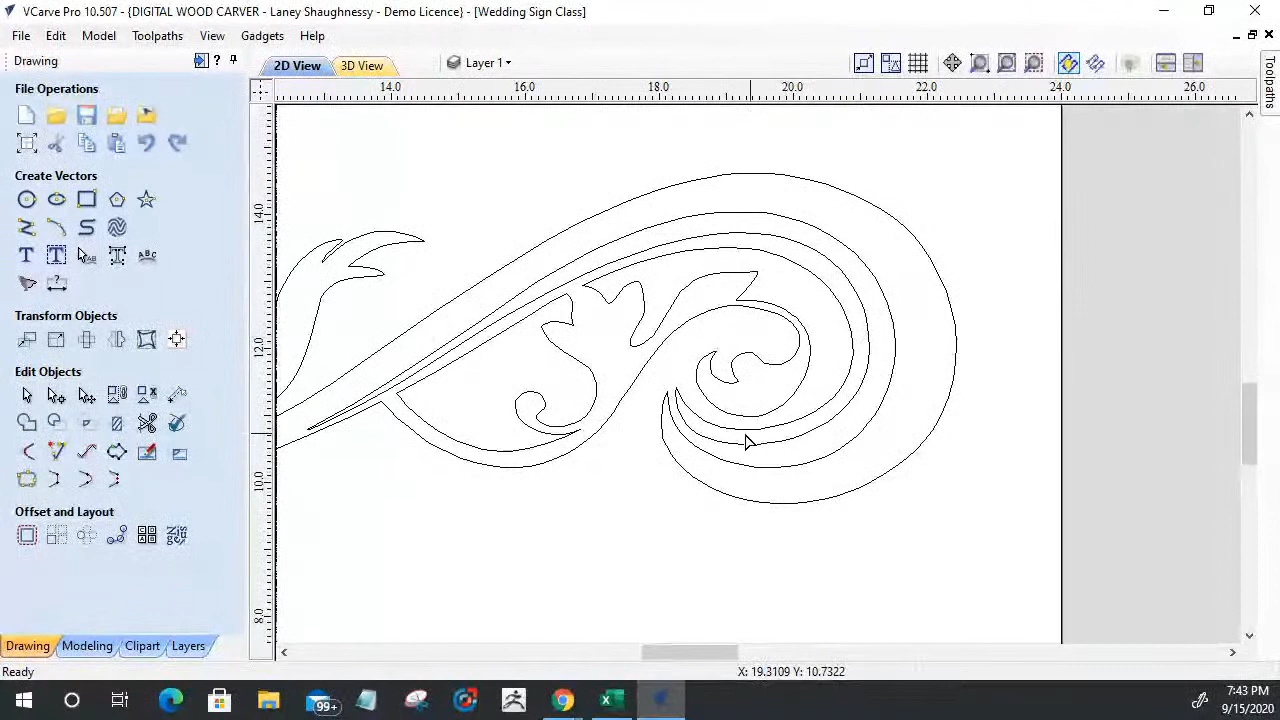 VCarve Pro 10.507 - {DIGITAL WOOD CARVER - Laney Shaughnessy - Demo Licence} - [Wedding Sign Class]
File Edit Model Toolpaths View Gadgets Help
Drawing
2D View 3D View Layer 1
Toolpaths
File Operations
14.0 16.0 18.0 20.0 22.0 24.0 26.0
Create Vectors
14.0
Transform Objects
12.0
Edit Objects
10.0
Offset and Layout
8.0
Drawing Modeling Clipart Layers
Ready X: 19.3109 Y: 10.7322
99+
7:43 PM
9/15/2020